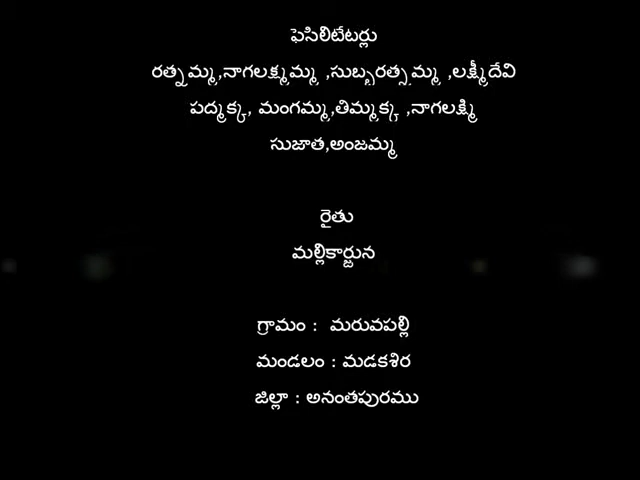 ఫెసిలిటేటర్లు
రత్నమ్మ,నాగలక్ష్మమ్మ ,సుబ్బరత్నమ్మ ,లక్ష్మీదేవి
పద్మక్క, మంగమ్మ,తిమ్మక్క ,నాగలక్ష్మి
సుజాత,అంజమ్మ
రైతు
మల్లికార్జున
గ్రామం : మరువపల్లి
మండలం : మడకశిర
జిల్లా : అనంతపురము